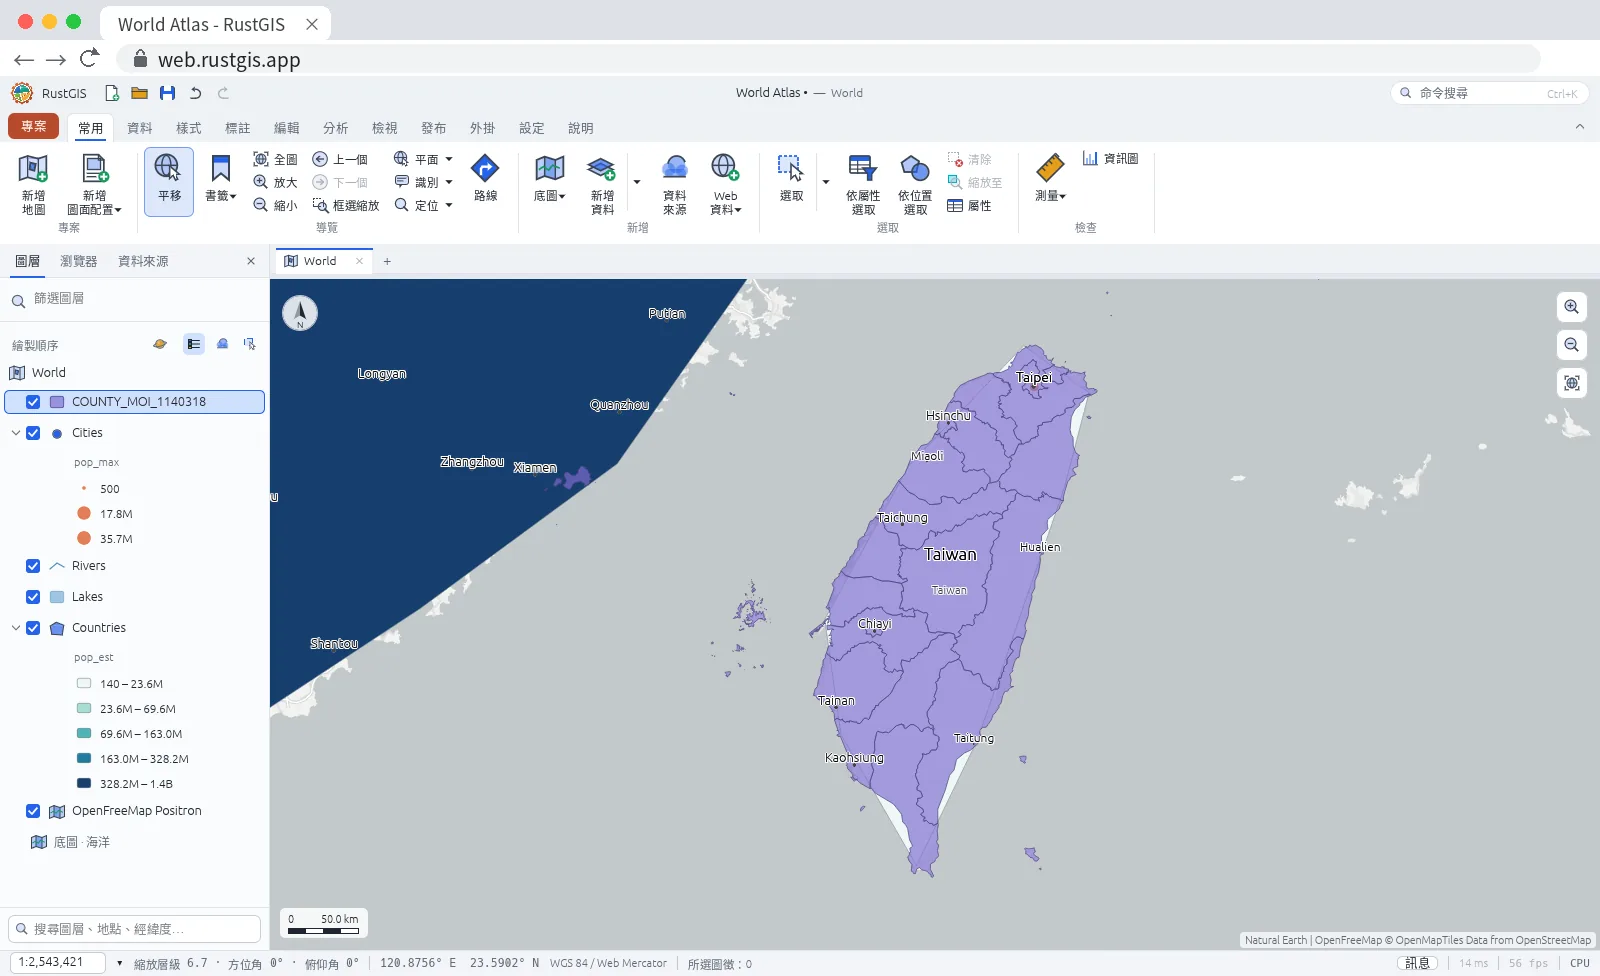 World Atlas - RustGIS
web.rustgis.app
RustGIS
World Atlas • — World
命令搜尋 Ctrl+K
專案 常用 資料 樣式 標註 編輯 分析 檢視 發布 外掛 設定 說明
新增地圖
新增圖面配置
專案
平移
書籤
全圖
放大
縮小
上一個
下一個
框選縮放
平面
識別
定位
路線
導覽
底圖
新增資料
資料來源
Web資料
新增
選取
依屬性選取
依位置選取
清除
縮放至
屬性
選取
測量
資訊圖
檢查
圖層 瀏覽器 資料來源
World
篩選圖層
繪製順序
World
COUNTY_MOI_1140318
Cities
pop_max
500
17.8M
35.7M
Rivers
Lakes
Countries
pop_est
140 – 23.6M
23.6M – 69.6M
69.6M – 163.0M
163.0M – 328.2M
328.2M – 1.4B
OpenFreeMap Positron
底圖 · 海洋
搜尋圖層、地點、經緯度…
N
Putian
Longyan
Quanzhou
Zhangzhou
Xiamen
u
Shantou
Taipei
Hsinchu
Miaoli
Taichung
Taiwan
Hualien
Taiwan
Chiayi
Tainan
Taitung
Kaohsiung
0 50.0 km
Natural Earth | OpenFreeMap © OpenMapTiles Data from OpenStreetMap
1:2,543,421 縮放層級 6.7 · 方位角 0° · 俯仰角 0° 120.8756° E 23.5902° N WGS 84 / Web Mercator 所選圖徵：0 訊息 14 ms 56 fps CPU